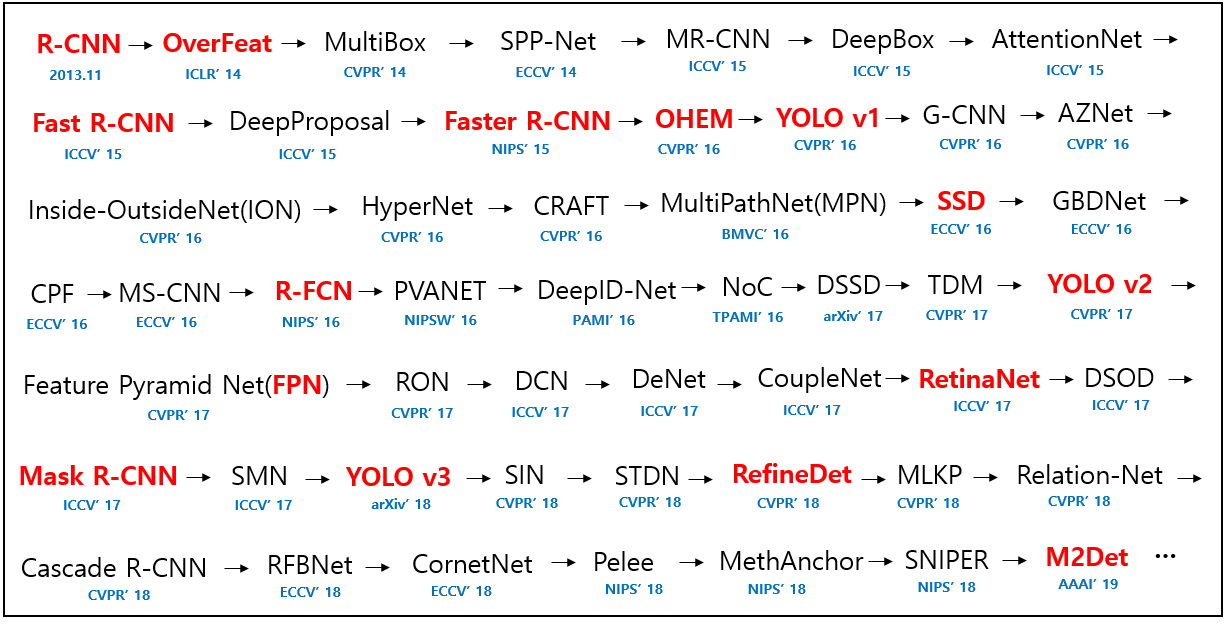 R-CNN → OverFeat → MultiBox → SPP-Net → MR-CNN → DeepBox → AttentionNet →
2013.11 ICLR’ 14 CVPR’ 14 ECCV’ 14 ICCV’ 15 ICCV’ 15 ICCV’ 15
Fast R-CNN → DeepProposal → Faster R-CNN → OHEM → YOLO v1 → G-CNN → AZNet →
ICCV’ 15 ICCV’ 15 NIPS’ 15 CVPR’ 16 CVPR’ 16 CVPR’ 16 CVPR’ 16
Inside-OutsideNet(ION) → HyperNet → CRAFT → MultiPathNet(MPN) → SSD → GBDNet →
CVPR’ 16 CVPR’ 16 CVPR’ 16 BMVC’ 16 ECCV’ 16 ECCV’ 16
CPF → MS-CNN → R-FCN → PVANET → DeepID-Net → NoC → DSSD → TDM → YOLO v2 →
ECCV’ 16 ECCV’ 16 NIPS’ 16 NIPSW’ 16 PAMI’ 16 TPAMI’ 16 arXiv’ 17 CVPR’ 17 CVPR’ 17
Feature Pyramid Net(FPN) → RON → DCN → DeNet → CoupleNet → RetinaNet → DSOD →
CVPR’ 17 CVPR’ 17 ICCV’ 17 ICCV’ 17 ICCV’ 17 ICCV’ 17 ICCV’ 17
Mask R-CNN → SMN → YOLO v3 → SIN → STDN → RefineDet → MLKP → Relation-Net →
ICCV’ 17 ICCV’ 17 arXiv’ 18 CVPR’ 18 CVPR’ 18 CVPR’ 18 CVPR’ 18 CVPR’ 18
Cascade R-CNN → RFBNet → CornetNet → Pelee → MethAnchor → SNIPER → M2Det ···
CVPR’ 18 ECCV’ 18 ECCV’ 18 NIPS’ 18 NIPS’ 18 NIPS’ 18 AAAI’ 19